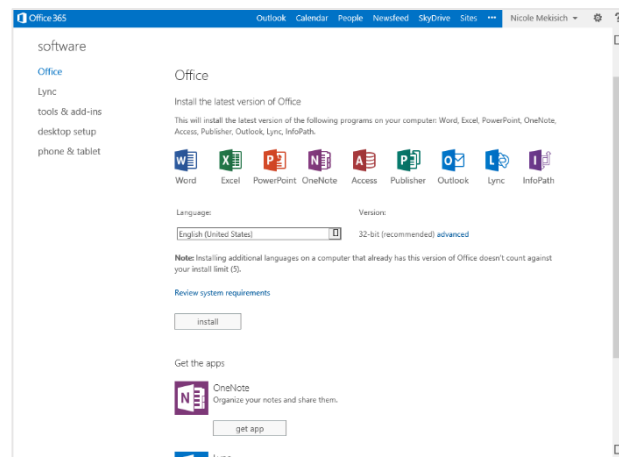 Office 365 Outlook Calendar People Newsfeed SkyDrive Sites ••• Nicole Mekisich ?
software
Office
Lync
tools & add-ins
desktop setup
phone & tablet
Office
Install the latest version of Office
This will install the latest version of the following programs on your computer: Word, Excel, PowerPoint, OneNote,
Access, Publisher, Outlook, Lync, InfoPath.
Word Excel PowerPoint OneNote Access Publisher Outlook Lync InfoPath
Language: Version:
English (United States) 32-bit (recommended) advanced
Note: Installing additional languages on a computer that already has this version of Office doesn't count against
your install limit (5).
Review system requirements
install
Get the apps
OneNote
Organize your notes and share them.
get app